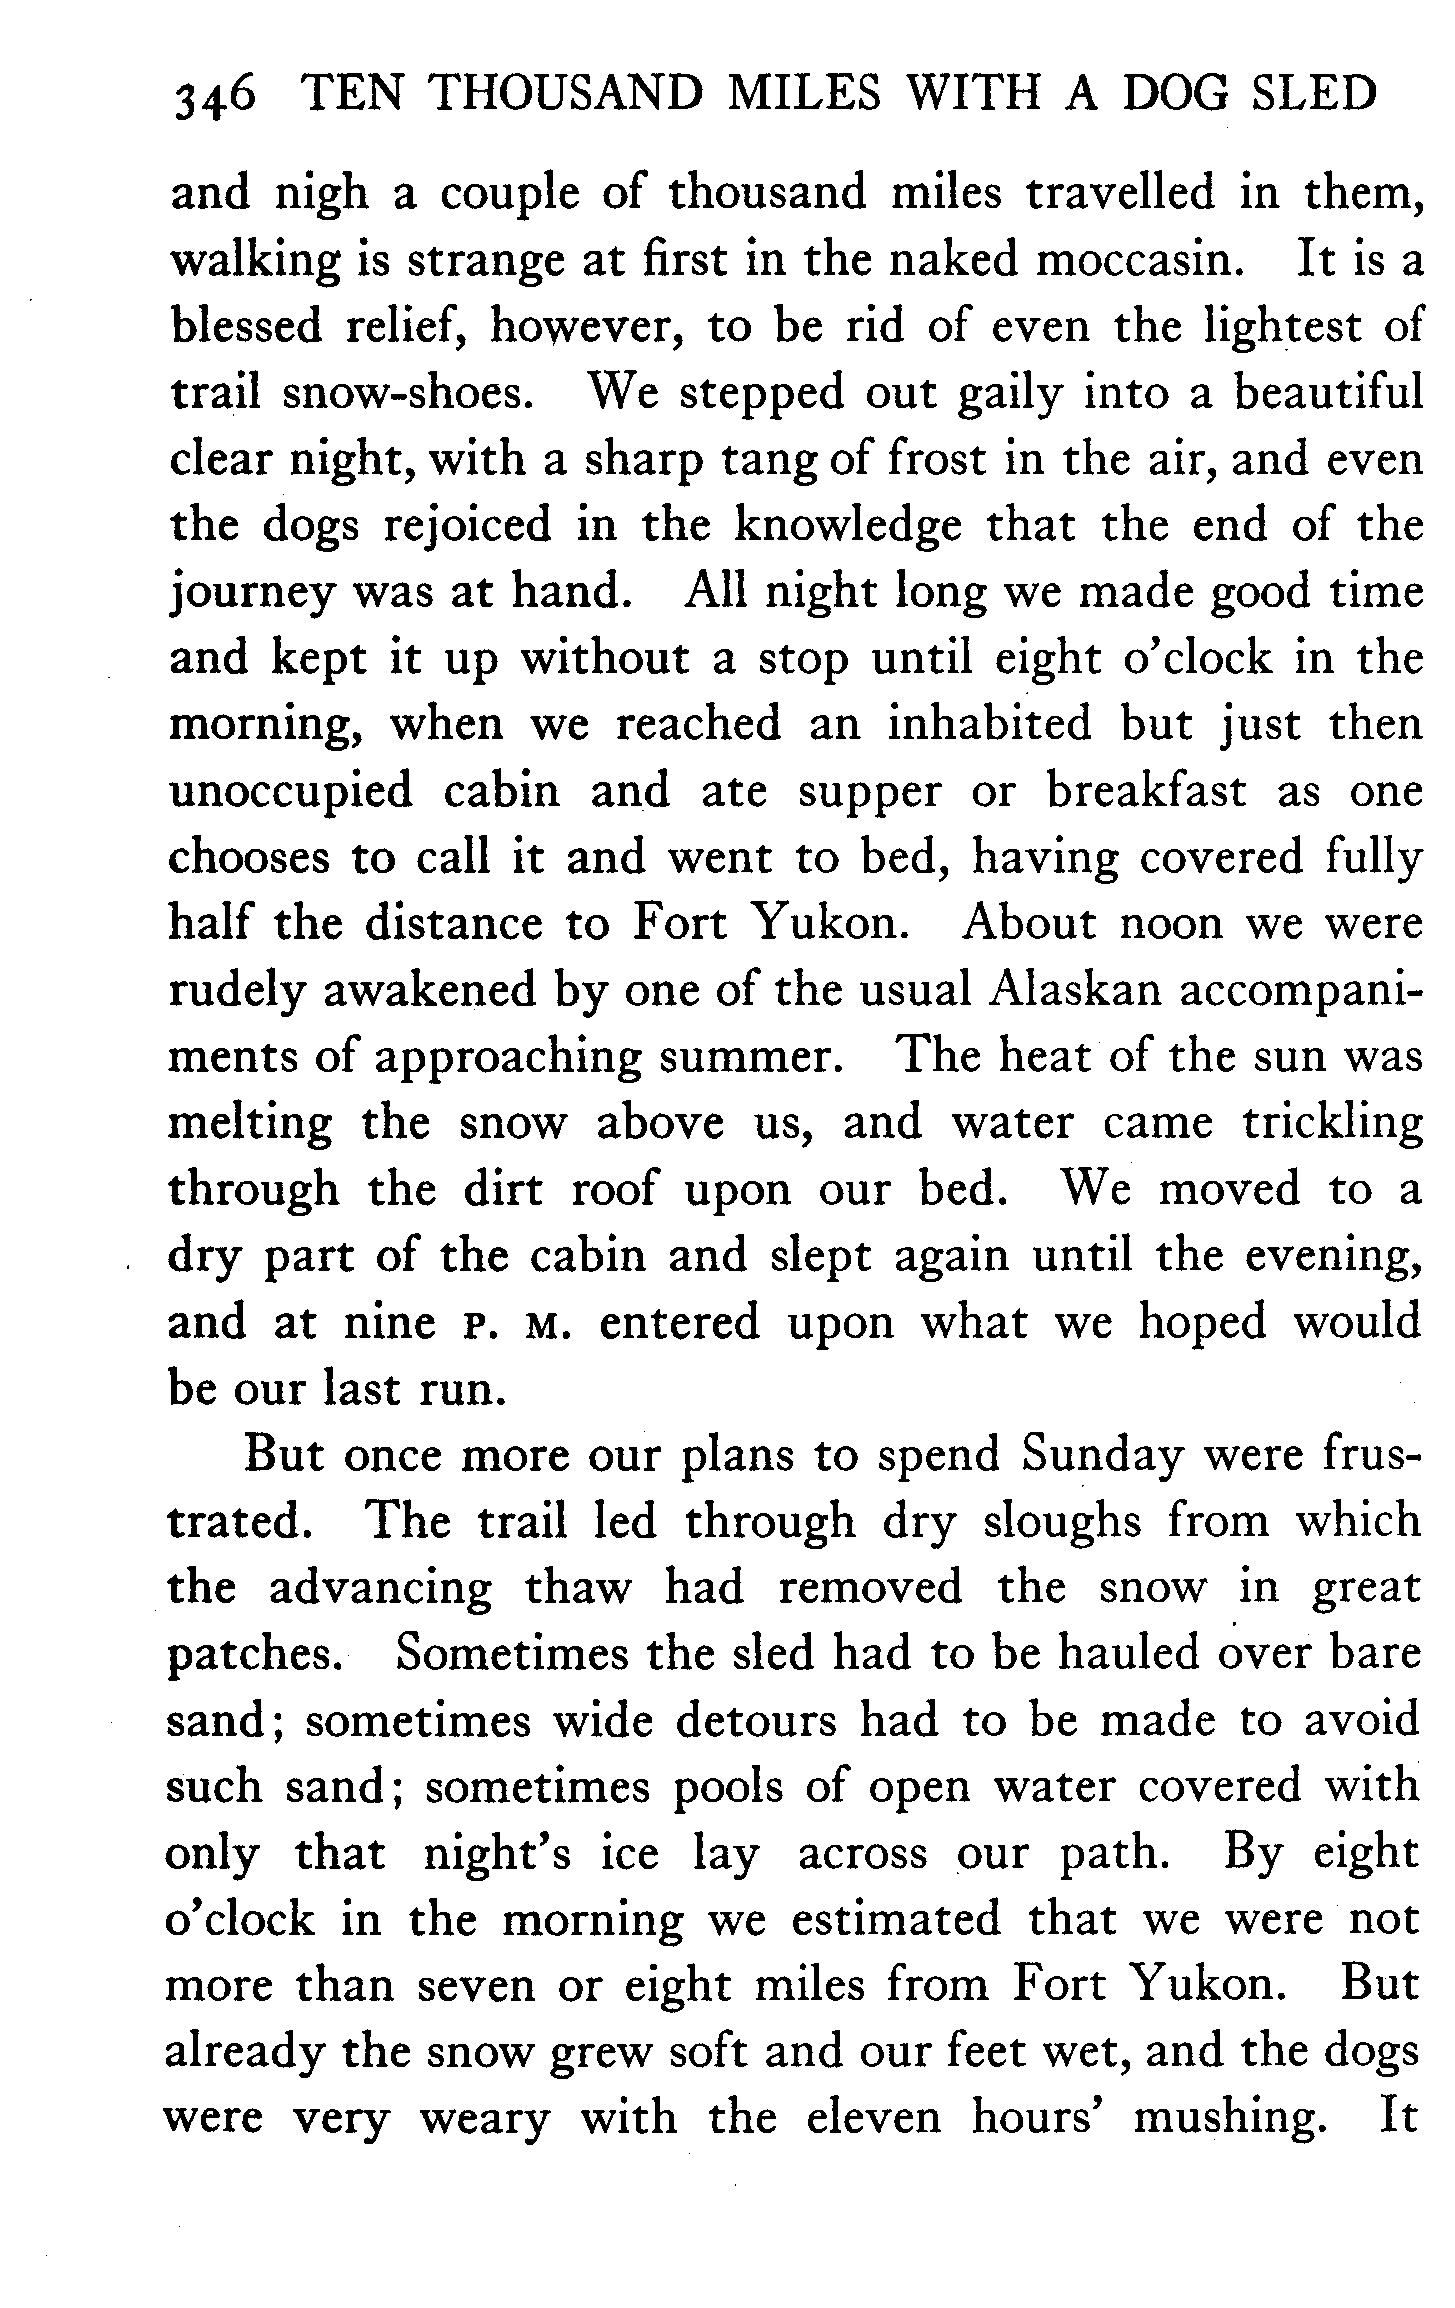 346 TEN THOUSAND MILES WITH A DOG SLED
and nigh a couple of thousand miles travelled in them,
walking is strange at first in the naked moccasin. It is a
blessed relief, however, to be rid of even the lightest of
trail snow-shoes. We stepped out gaily into a beautiful
clear night, with a sharp tang of frost in the air, and even
the dogs rejoiced in the knowledge that the end of the
journey was at hand. All night long we made good time
and kept it up without a stop until eight o'clock in the
morning, when we reached an inhabited but just then
unoccupied cabin and ate supper or breakfast as one
chooses to call it and went to bed, having covered fully
half the distance to Fort Yukon. About noon we were
rudely awakened by one of the usual Alaskan accompani-
ments of approaching summer. The heat of the sun was
melting the snow above us, and water came trickling
through the dirt roof upon our bed. We moved to a
dry part of the cabin and slept again until the evening,
and at nine P. M. entered upon what we hoped would
be our last run.
But once more our plans to spend Sunday were frus-
trated. The trail led through dry sloughs from which
the advancing thaw had removed the snow in great
patches. Sometimes the sled had to be hauled over bare
sand; sometimes wide detours had to be made to avoid
such sand; sometimes pools of open water covered with
only that night's ice lay across our path. By eight
o'clock in the morning we estimated that we were not
more than seven or eight miles from Fort Yukon. But
already the snow grew soft and our feet wet, and the dogs
were very weary with the eleven hours' mushing. It